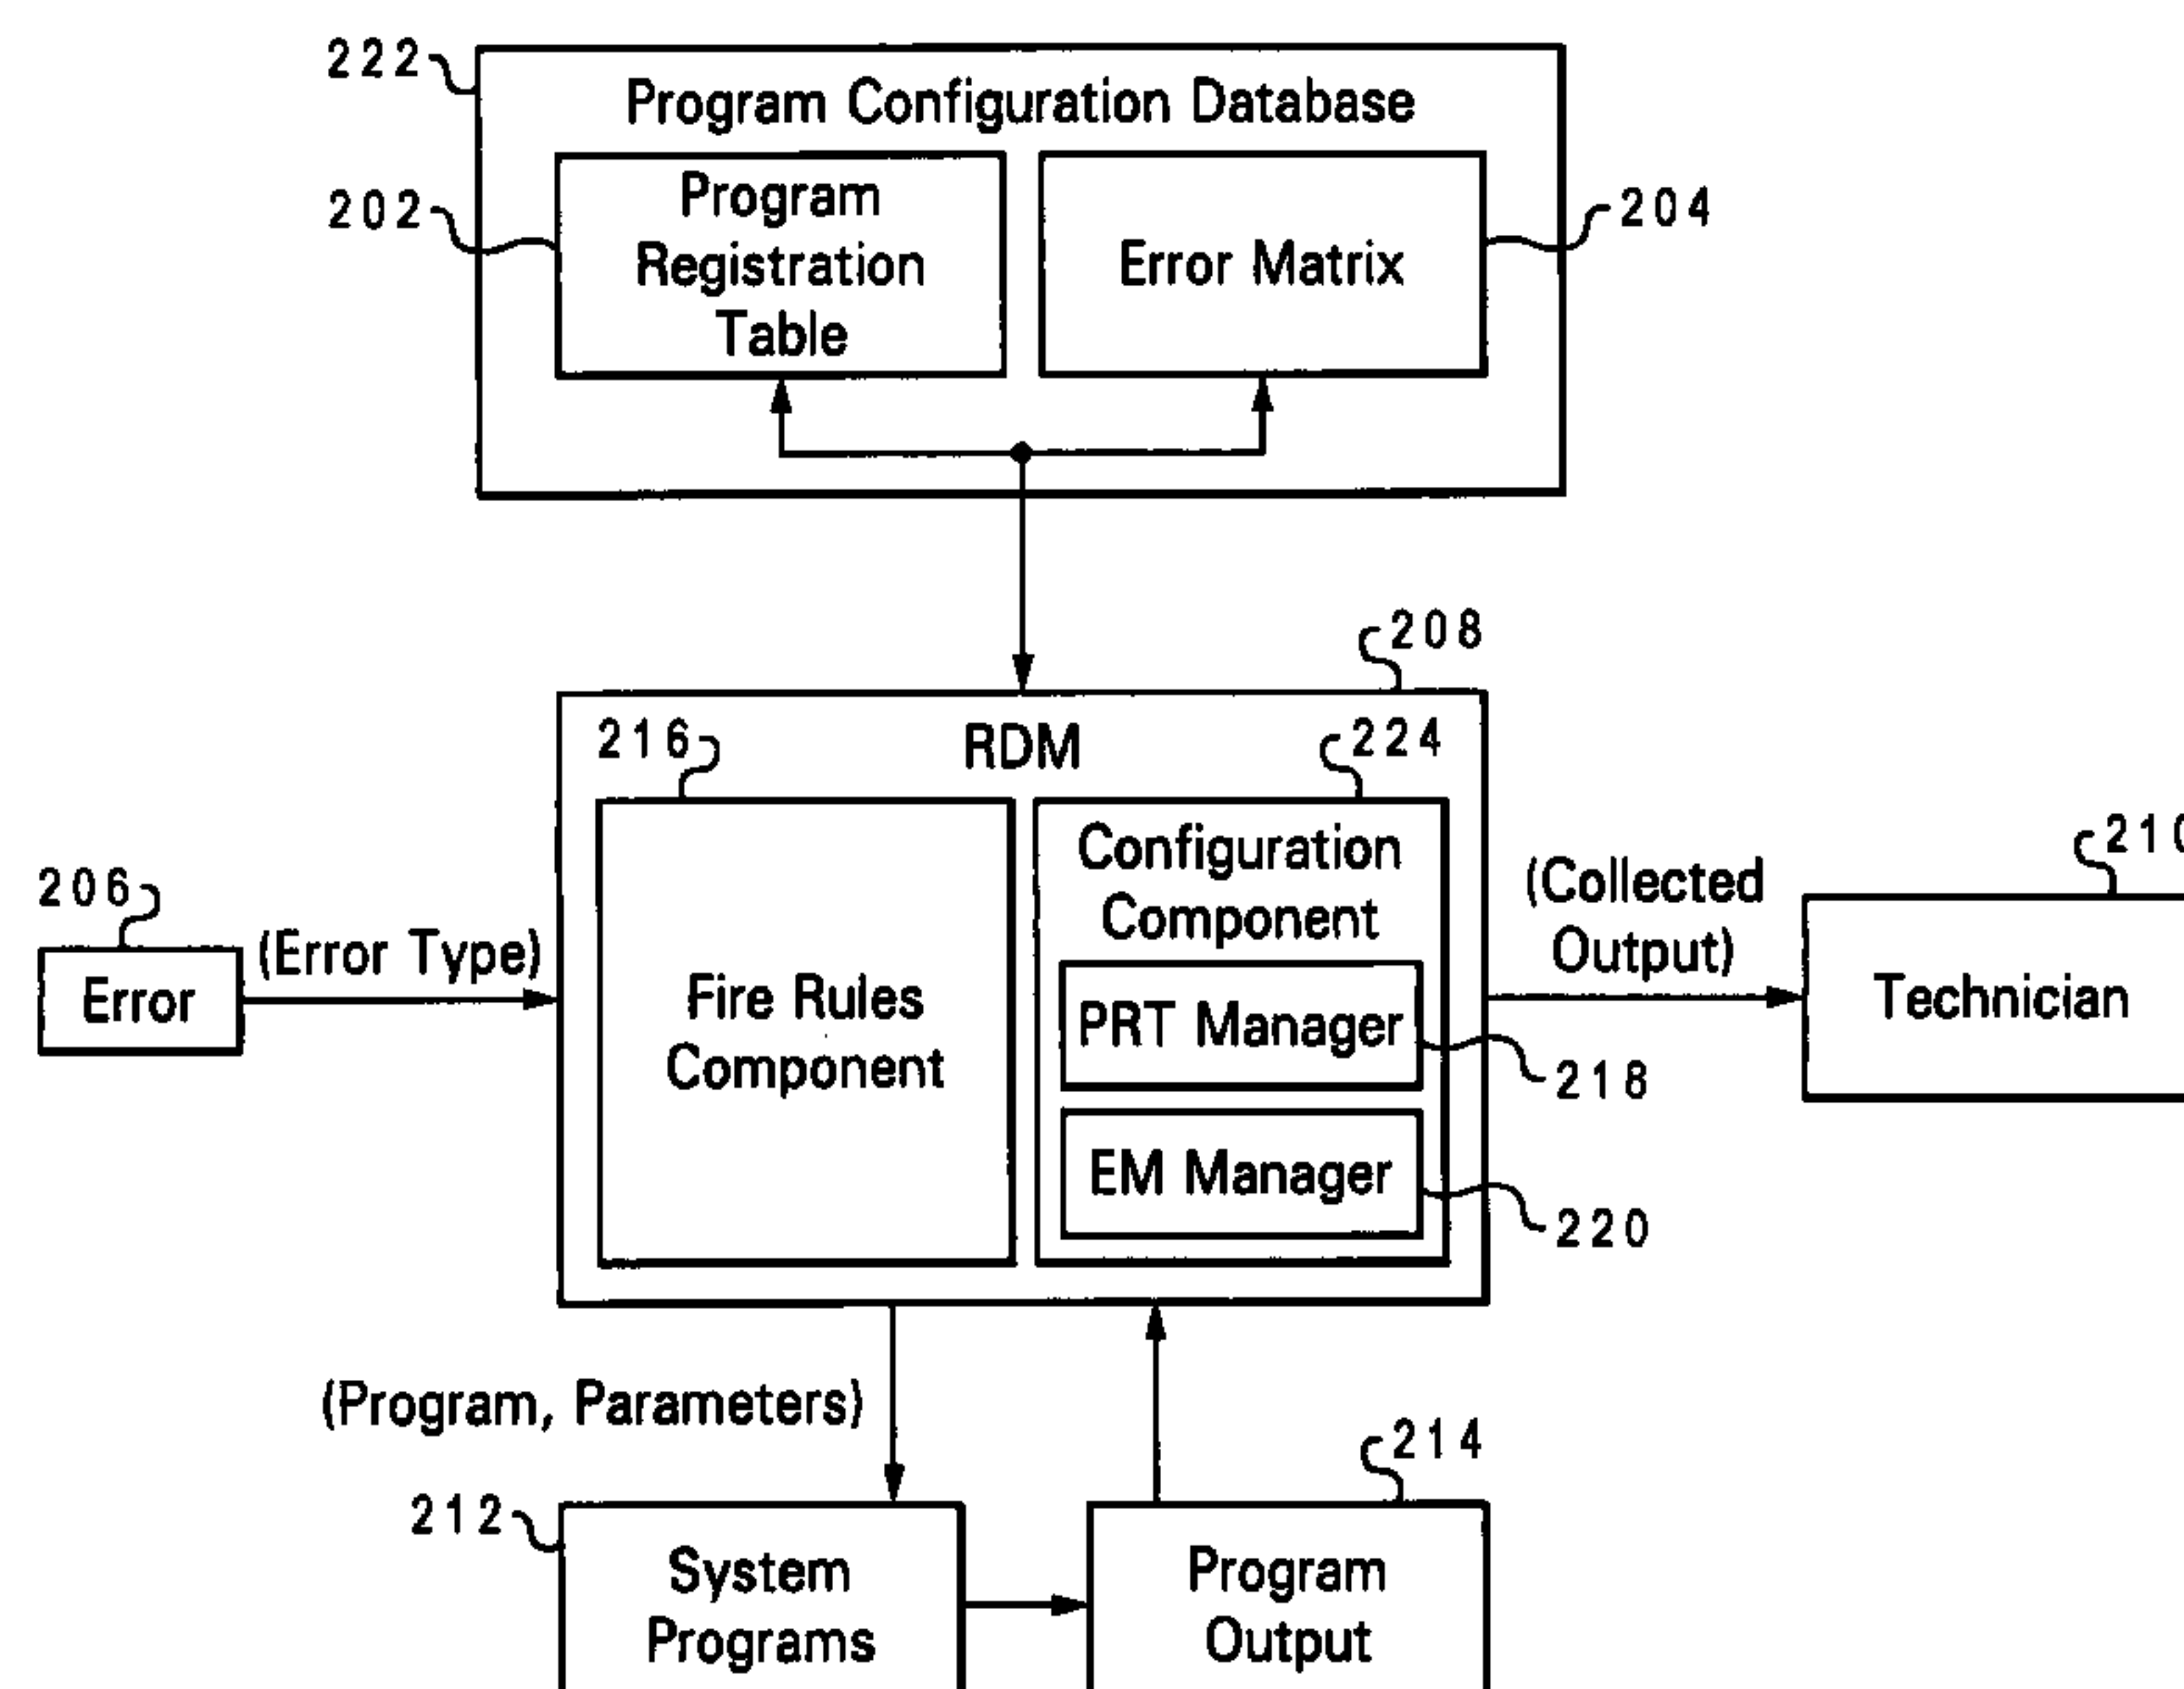 222
Program Configuration Database
202
Program
Registration
Table
Error Matrix
204
208
216
RDM
224
206
Error
(Error Type)
Fire Rules
Component
Configuration
Component
PRT Manager
218
EM Manager
220
(Collected
Output)
Technician
(Program, Parameters)
212
System
Programs
214
Program
Output